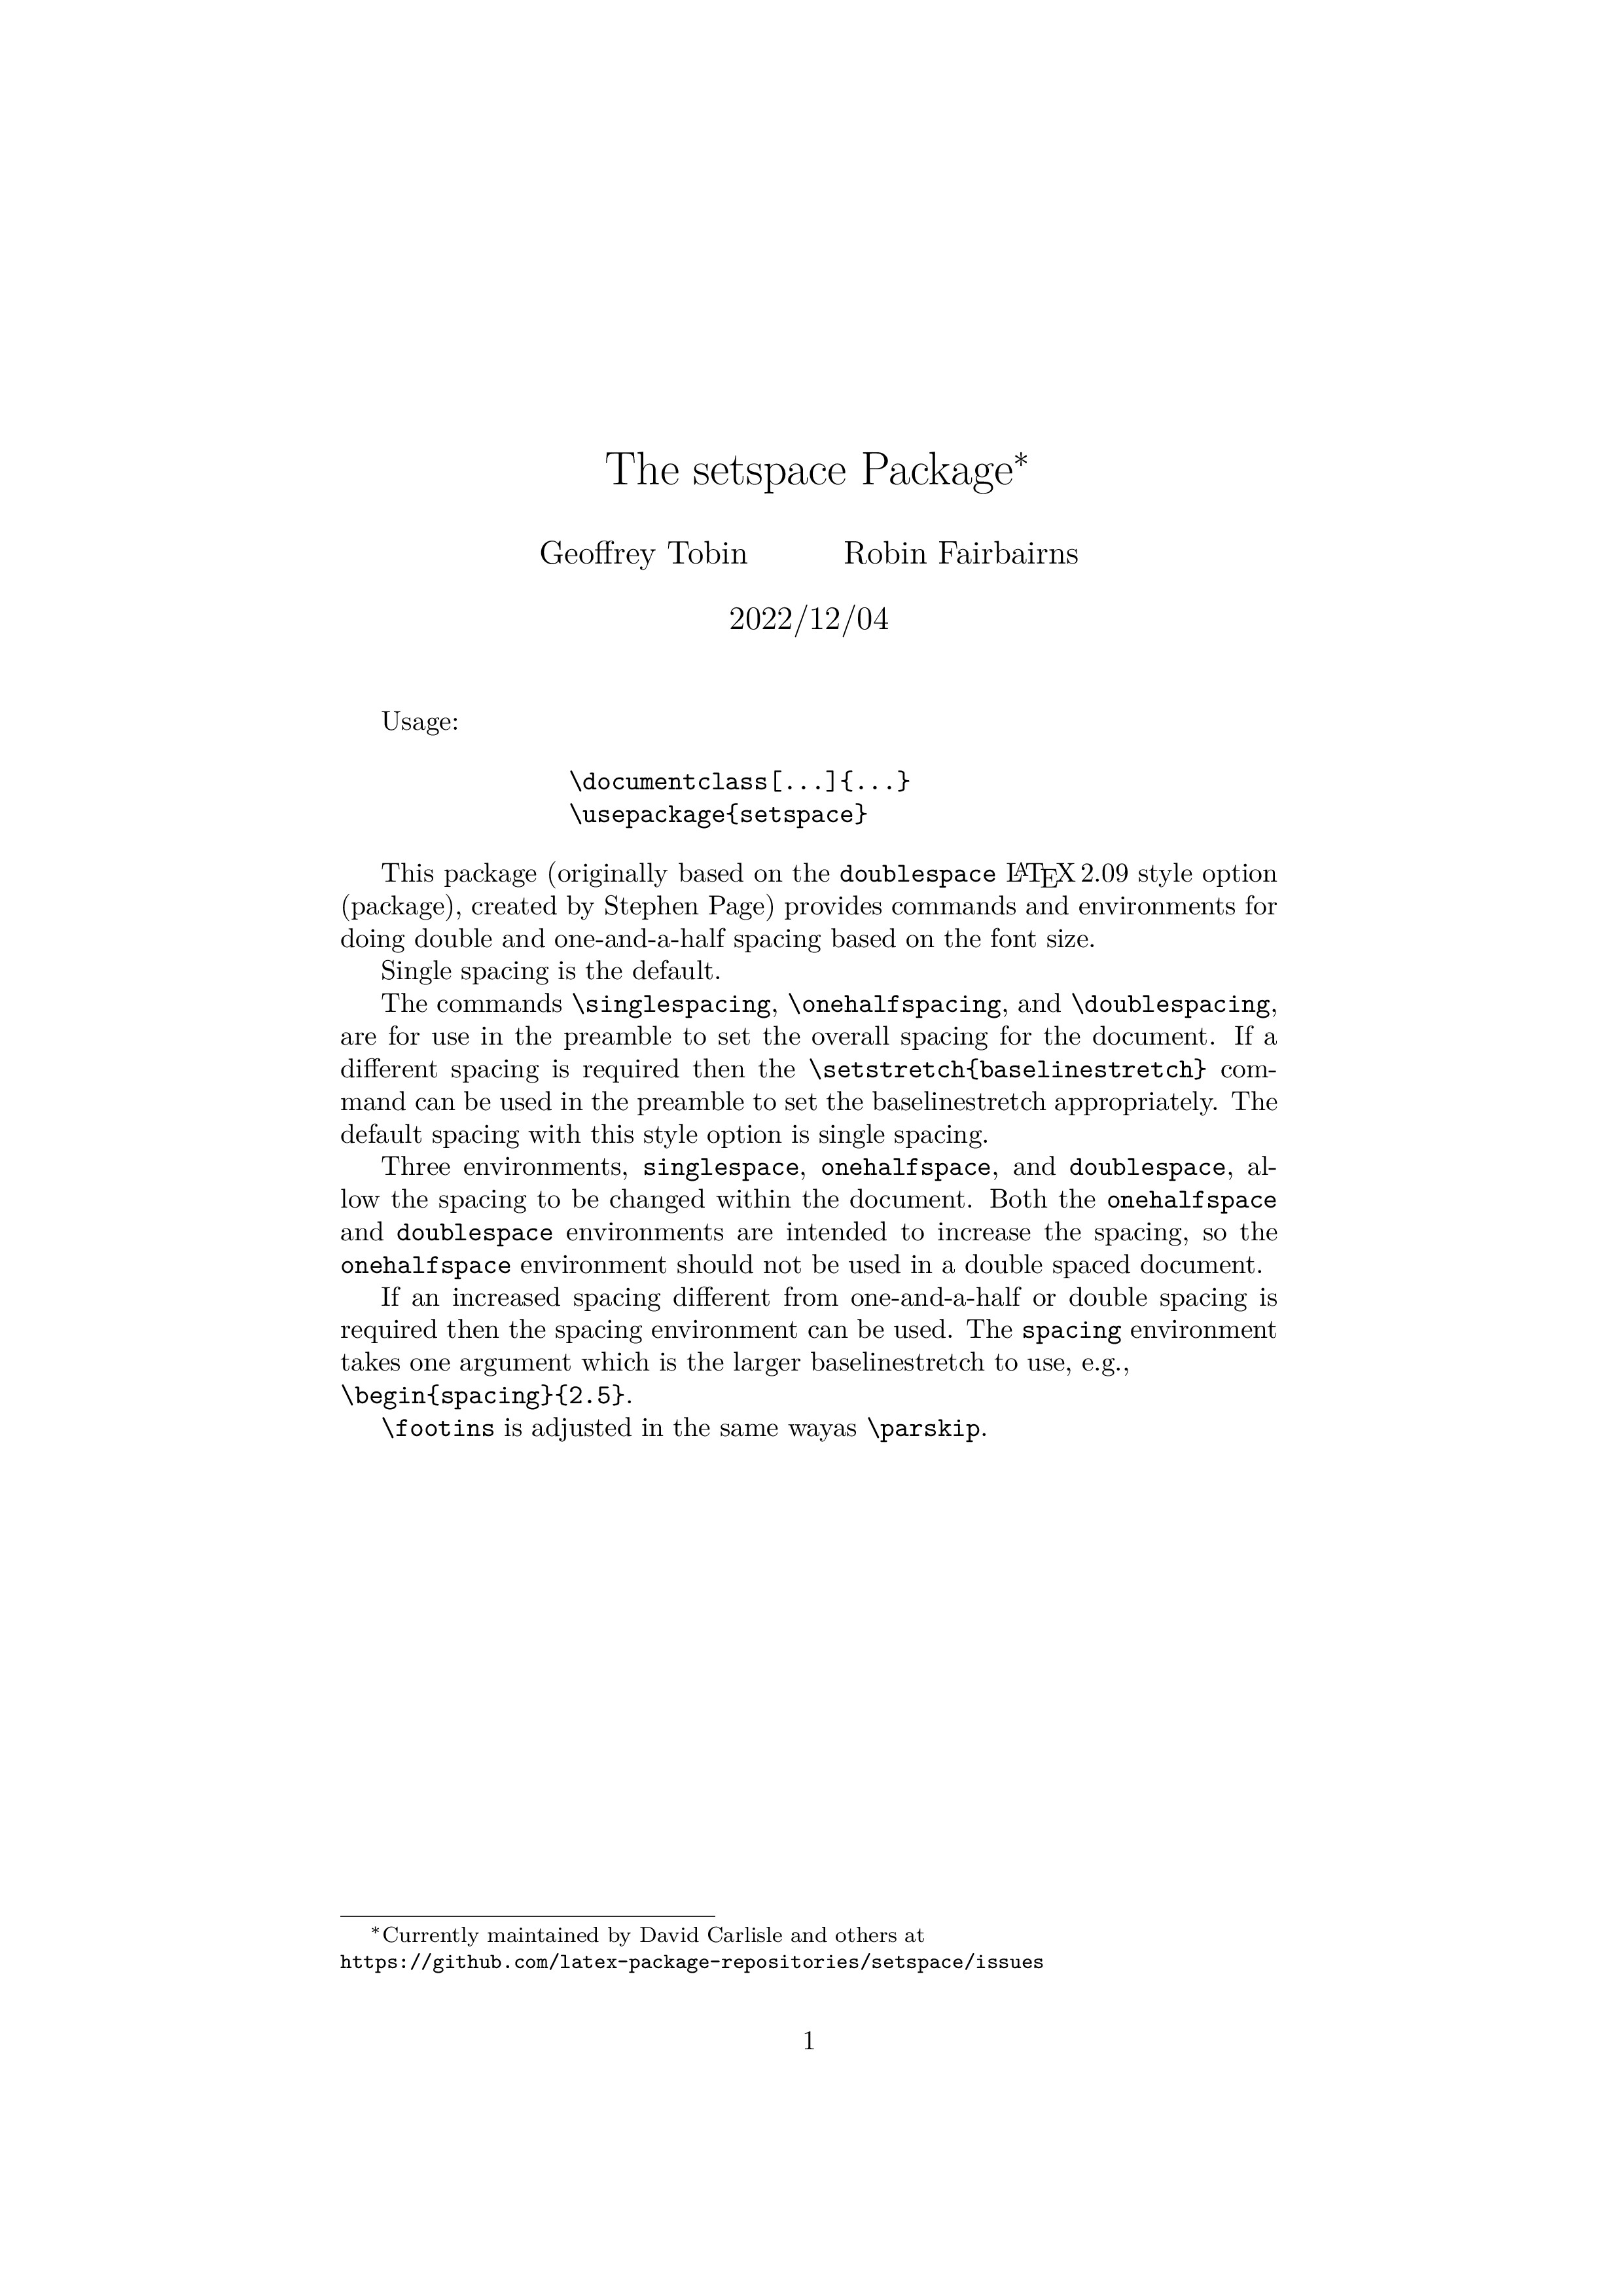 The setspace Package*
Geoffrey Tobin Robin Fairbairns
2022/12/04
Usage:
\documentclass[...]{...}
\usepackage{setspace}
This package (originally based on the doublespace LATEX 2.09 style option
(package), created by Stephen Page) provides commands and environments for
doing double and one-and-a-half spacing based on the font size.
Single spacing is the default.
The commands \singlespacing, \onehalfspacing, and \doublespacing,
are for use in the preamble to set the overall spacing for the document. If a
different spacing is required then the \setstretch{baselinestretch} com-
mand can be used in the preamble to set the baselinestretch appropriately. The
default spacing with this style option is single spacing.
Three environments, singlespace, onehalfspace, and doublespace, al-
low the spacing to be changed within the document. Both the onehalfspace
and doublespace environments are intended to increase the spacing, so the
onehalfspace environment should not be used in a double spaced document.
If an increased spacing different from one-and-a-half or double spacing is
required then the spacing environment can be used. The spacing environment
takes one argument which is the larger baselinestretch to use, e.g.,
\begin{spacing}{2.5}.
\footins is adjusted in the same wayas \parskip.
*Currently maintained by David Carlisle and others at
https://github.com/latex-package-repositories/setspace/issues
1